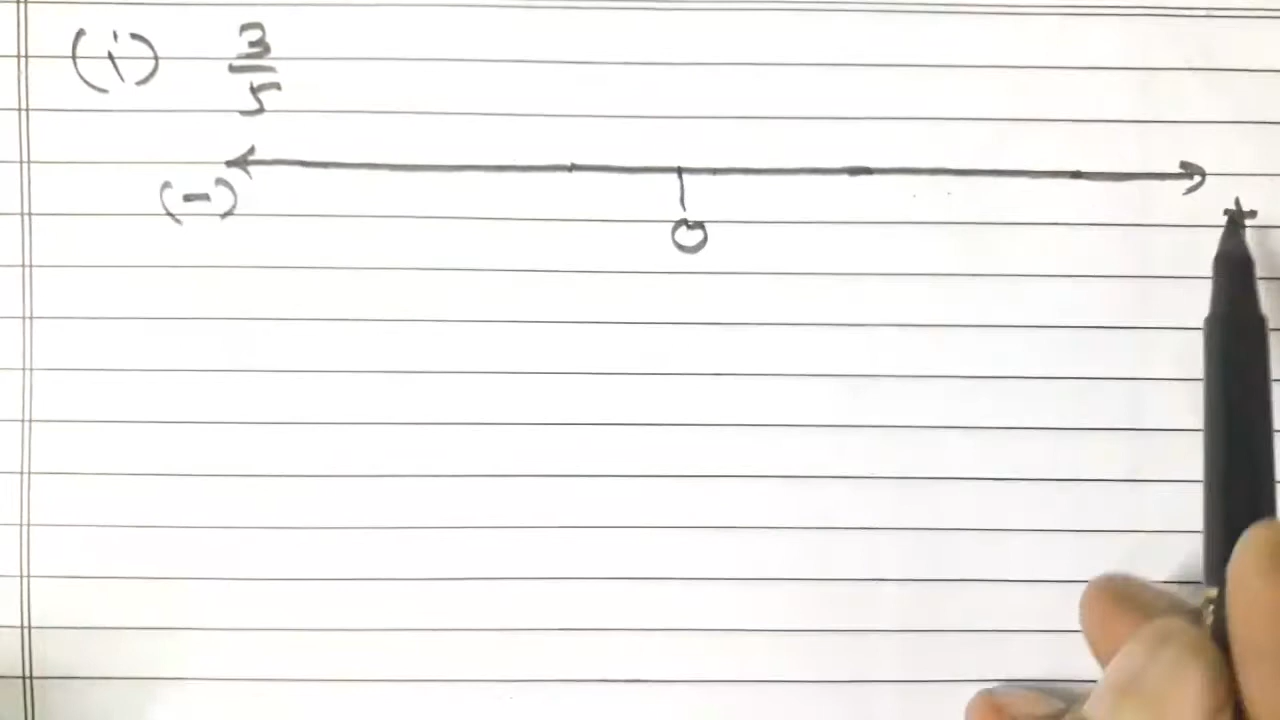 (i) 3/5
(-) +
0